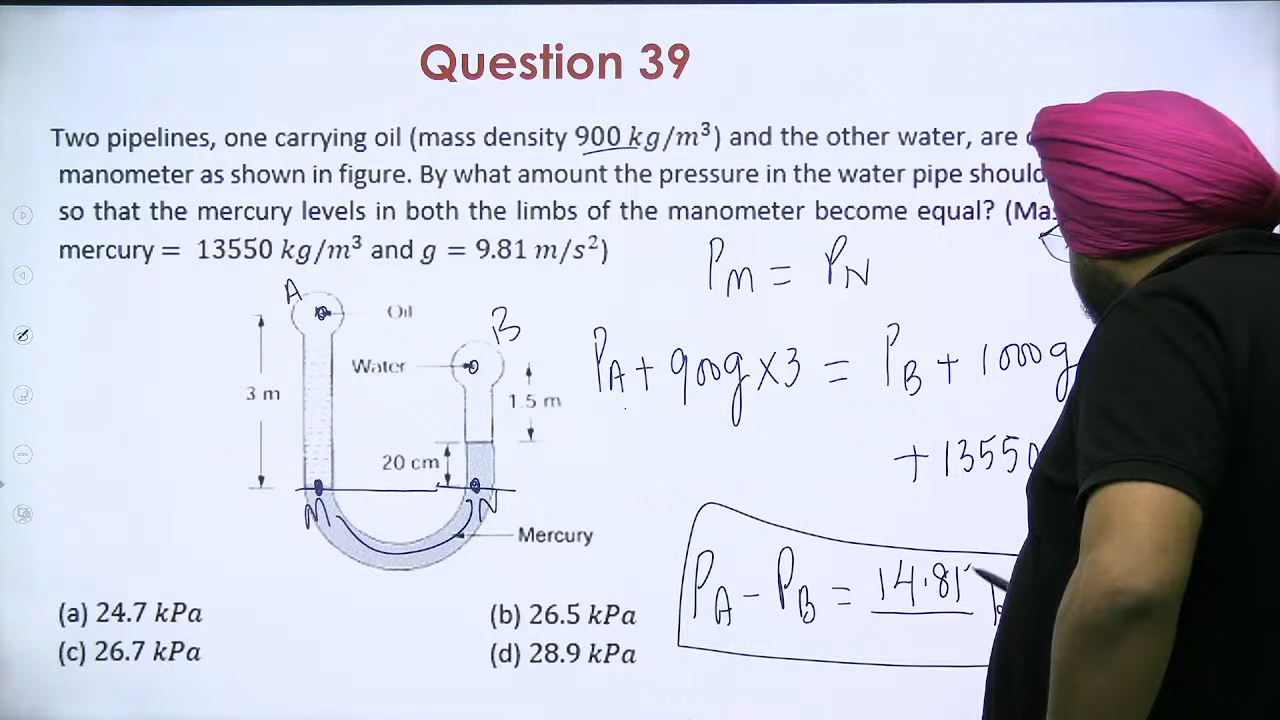 Question 39
Two pipelines, one carrying oil (mass density 900 kg/m³) and the other water, are
manometer as shown in figure. By what amount the pressure in the water pipe should
so that the mercury levels in both the limbs of the manometer become equal? (Mas
mercury = 13550 kg/m³ and g = 9.81 m/s²)
P_M = P_N
A
Oil
B
Water
P_A + 900g × 3 = P_B + 1000g
3 m
1.5 m
20 cm
+ 13550
M
N
Mercury
P_A - P_B = 14.81
(a) 24.7 kPa
(b) 26.5 kPa
(c) 26.7 kPa
(d) 28.9 kPa